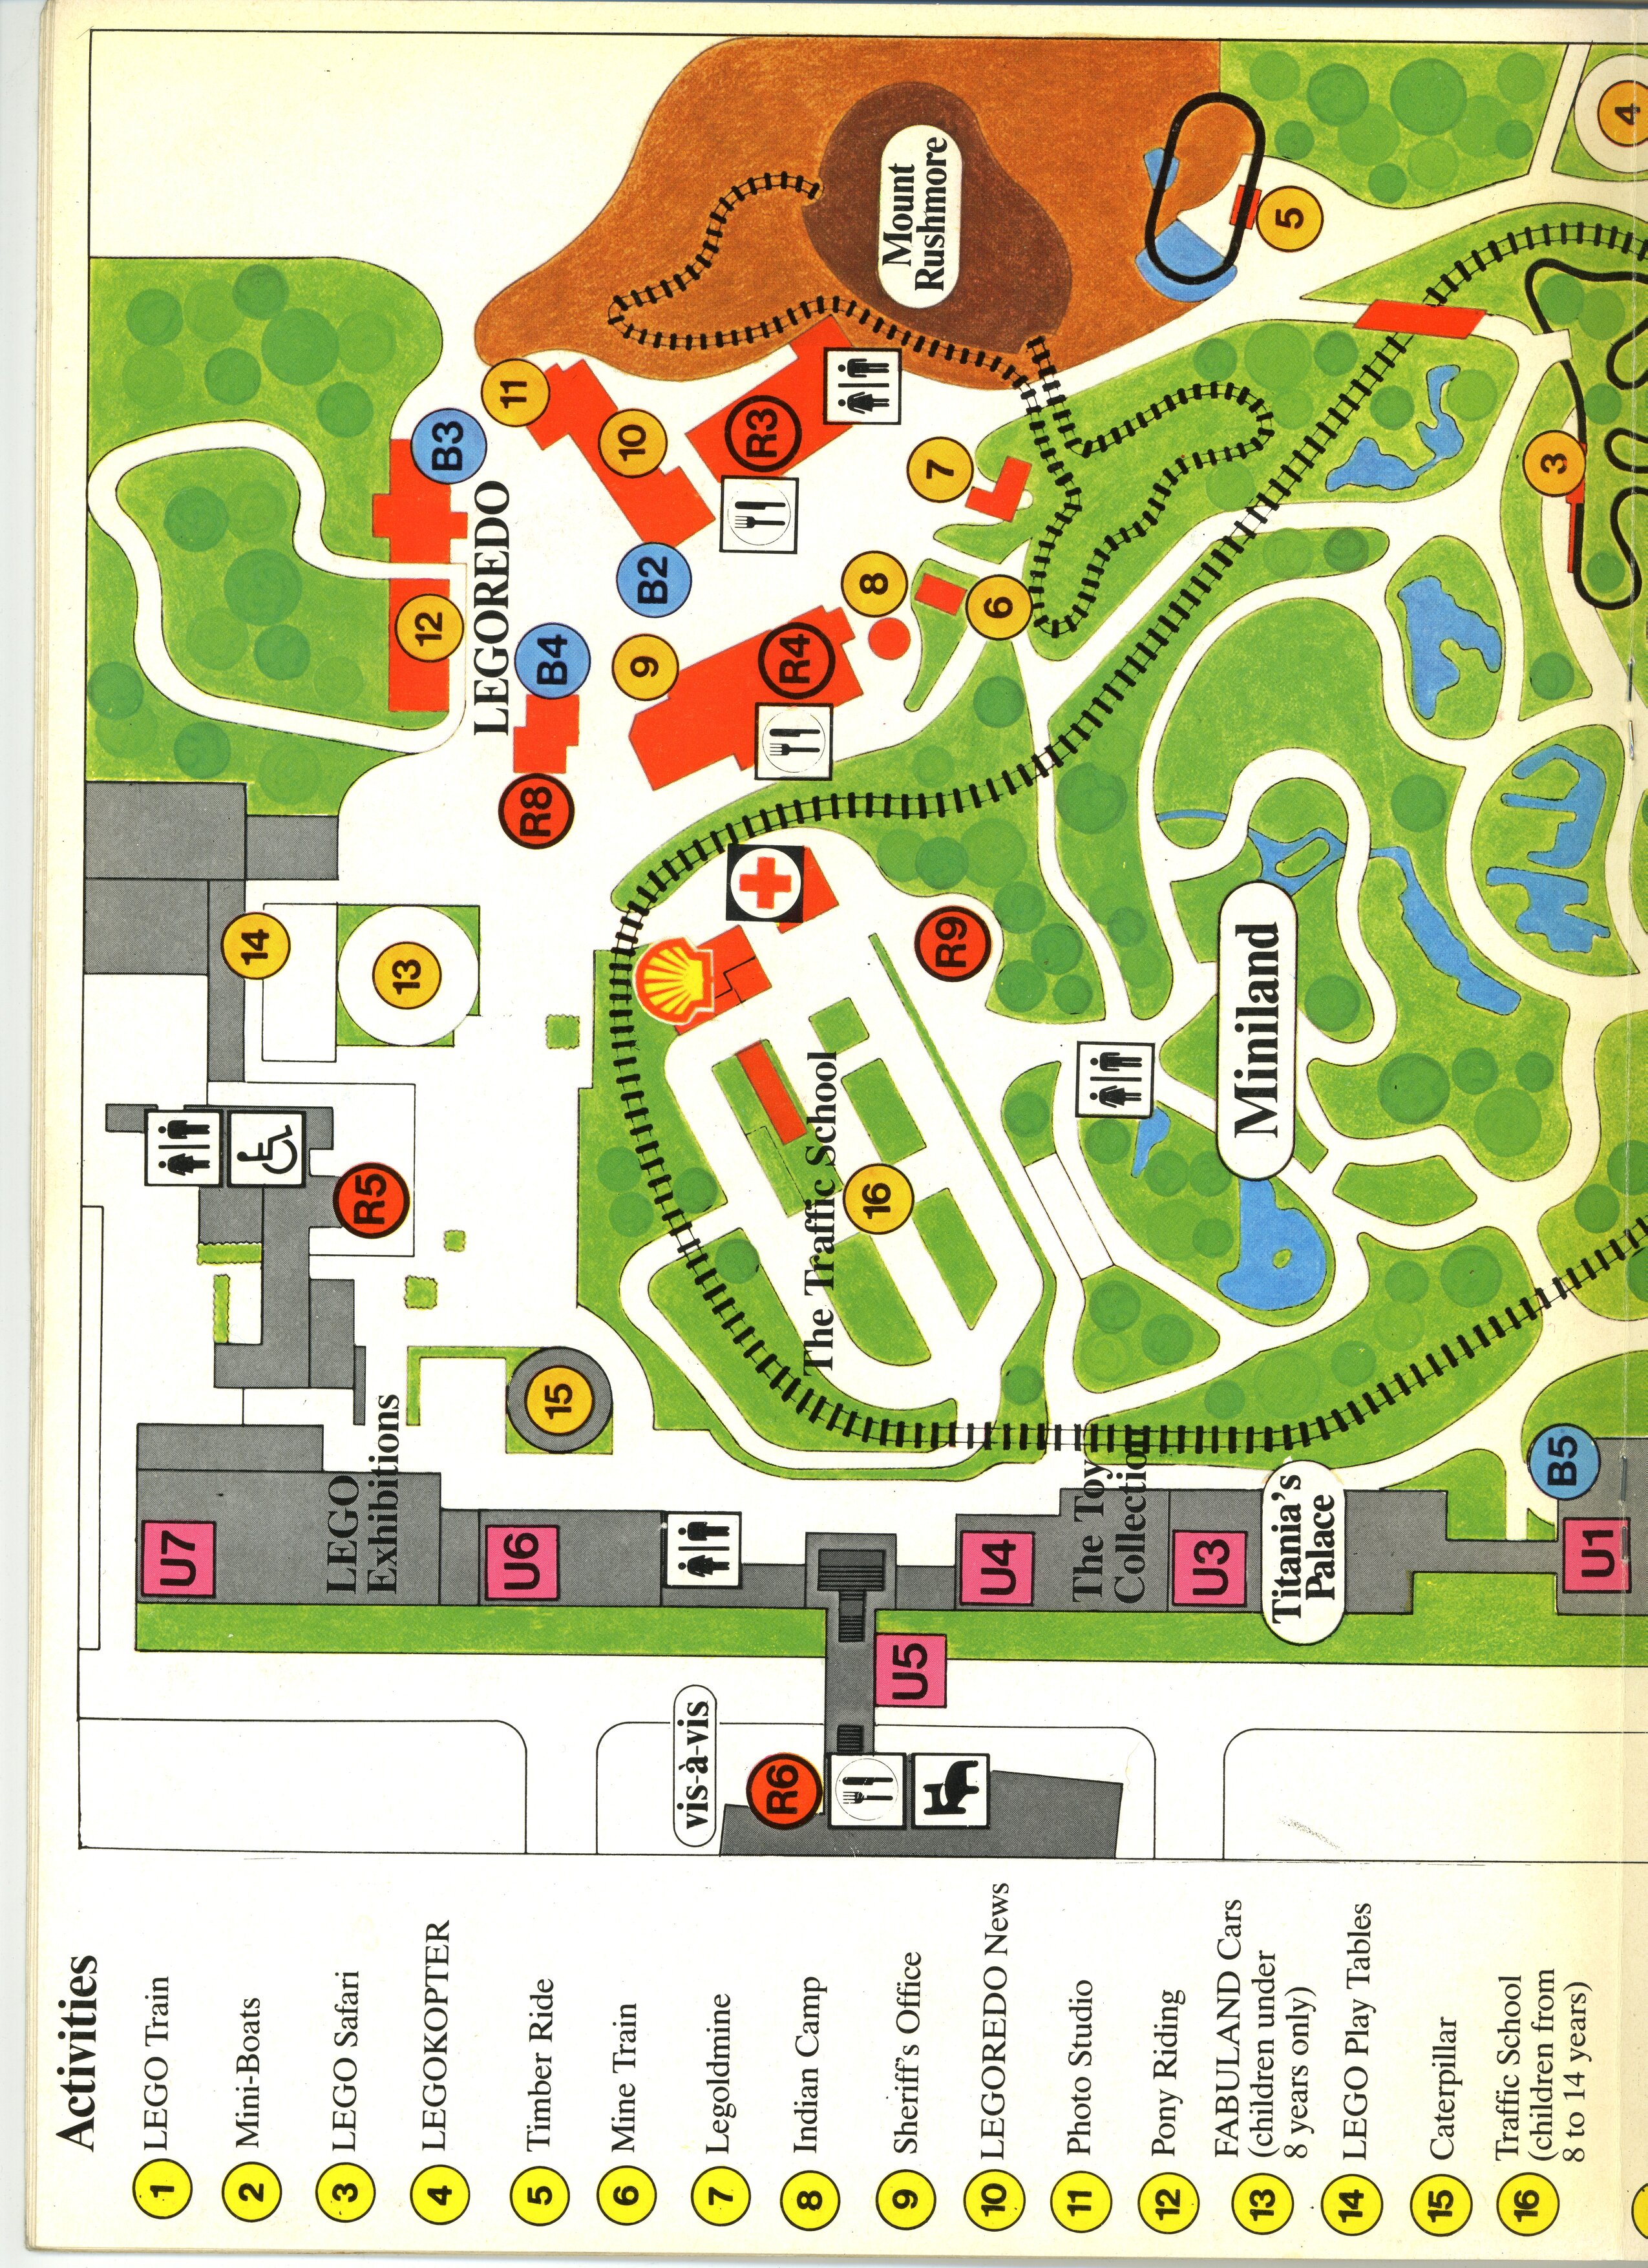 Activities
1 LEGO Train
2 Mini-Boats
3 LEGO Safari
4 LEGOKOPTER
5 Timber Ride
6 Mine Train
7 Legoldmine
8 Indian Camp
9 Sheriff's Office
10 LEGOREDO News
11 Photo Studio
12 Pony Riding
13 FABULAND Cars
(children under
8 years only)
14 LEGO Play Tables
15 Caterpillar
16 Traffic School
(children from
8 to 14 years)
vis-à-vis
R6
U5
U7
LEGO
Exhibitions
U6
U4
The Toy
Collection
U3
Titania's
Palace
U1
B5
15
R5
14
13
The Traffic School
16
R9
Miniland
R8
B4
LEGOREDO
12
B3
9
B2
R4
8
6
7
10
R3
11
Mount
Rushmore
5
3
4